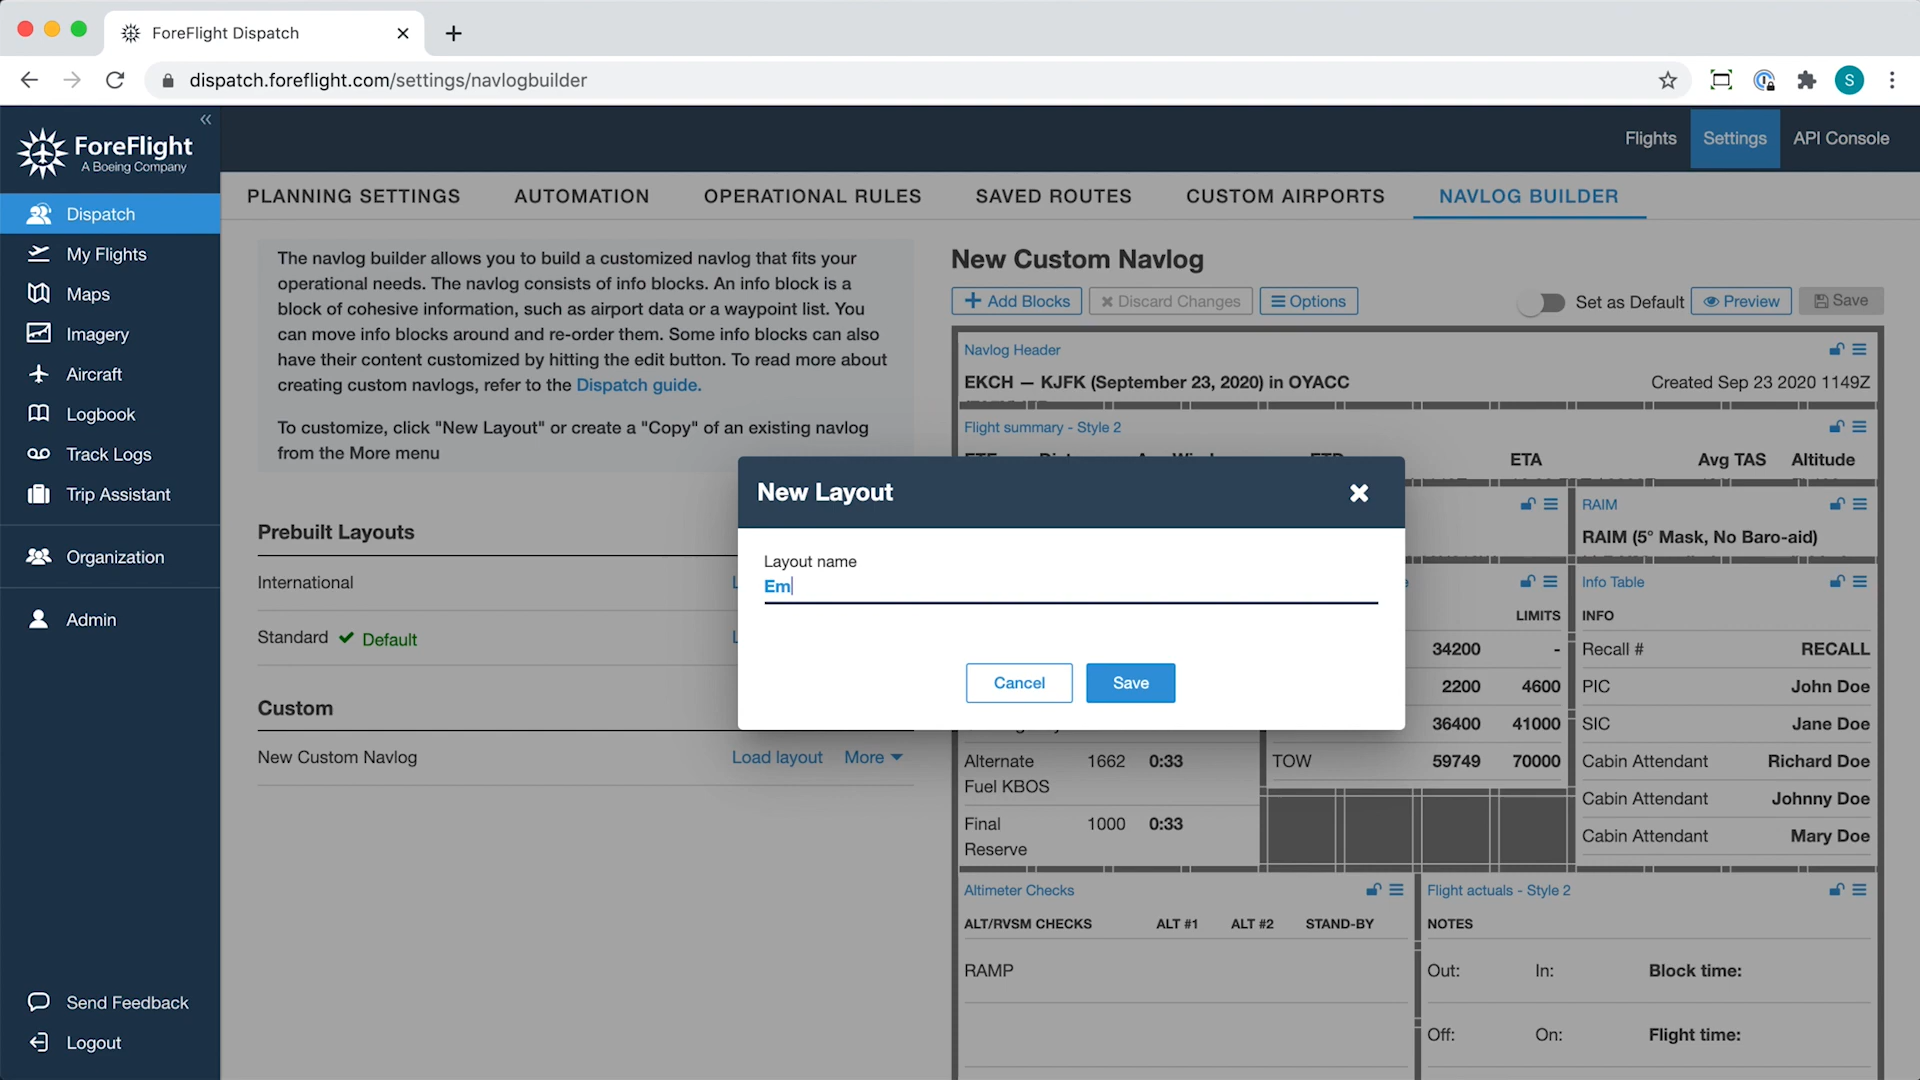 ForeFlight Dispatch
dispatch.foreflight.com/settings/navlogbuilder
S
ForeFlight
A Boeing Company
Flights
Settings
API Console
Dispatch
My Flights
Maps
Imagery
Aircraft
Logbook
Track Logs
Trip Assistant
Organization
Admin
Send Feedback
Logout
PLANNING SETTINGS
AUTOMATION
OPERATIONAL RULES
SAVED ROUTES
CUSTOM AIRPORTS
NAVLOG BUILDER
The navlog builder allows you to build a customized navlog that fits your
operational needs. The navlog consists of info blocks. An info block is a
block of cohesive information, such as airport data or a waypoint list. You
can move info blocks around and re-order them. Some info blocks can also
have their content customized by hitting the edit button. To read more about
creating custom navlogs, refer to the Dispatch guide.
To customize, click "New Layout" or create a "Copy" of an existing navlog
from the More menu
Prebuilt Layouts
International
Standard Default
Custom
New Custom Navlog Load layout More
New Custom Navlog
Add Blocks Discard Changes Options Set as Default Preview Save
Navlog Header
EKCH — KJFK (September 23, 2020) in OYACC Created Sep 23 2020 1149Z
Flight summary - Style 2
ETA Avg TAS Altitude
RAIM
RAIM (5° Mask, No Baro-aid)
New Layout
Layout name
Em
Cancel Save
LIMITS
34200 -
2200 4600
36400 41000
TOW 59749 70000
Info Table
INFO
Recall # RECALL
PIC John Doe
SIC Jane Doe
Cabin Attendant Richard Doe
Cabin Attendant Johnny Doe
Cabin Attendant Mary Doe
Alternate 1662 0:33
Fuel KBOS
Final 1000 0:33
Reserve
Altimeter Checks
ALT/RVSM CHECKS ALT #1 ALT #2 STAND-BY
RAMP
Flight actuals - Style 2
NOTES
Out: In: Block time:
Off: On: Flight time: